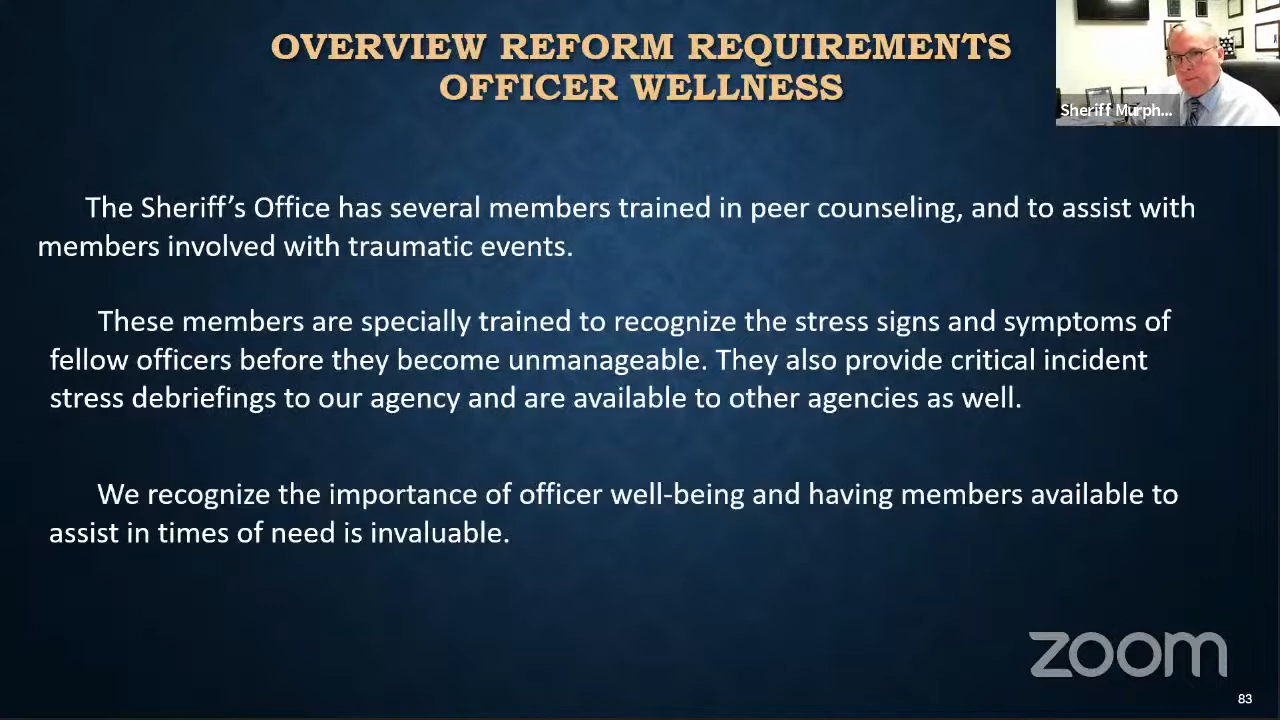 OVERVIEW REFORM REQUIREMENTS
OFFICER WELLNESS
Sheriff Murph...
The Sheriff's Office has several members trained in peer counseling, and to assist with
members involved with traumatic events.
These members are specially trained to recognize the stress signs and symptoms of
fellow officers before they become unmanageable. They also provide critical incident
stress debriefings to our agency and are available to other agencies as well.
We recognize the importance of officer well-being and having members available to
assist in times of need is invaluable.
zoom
83